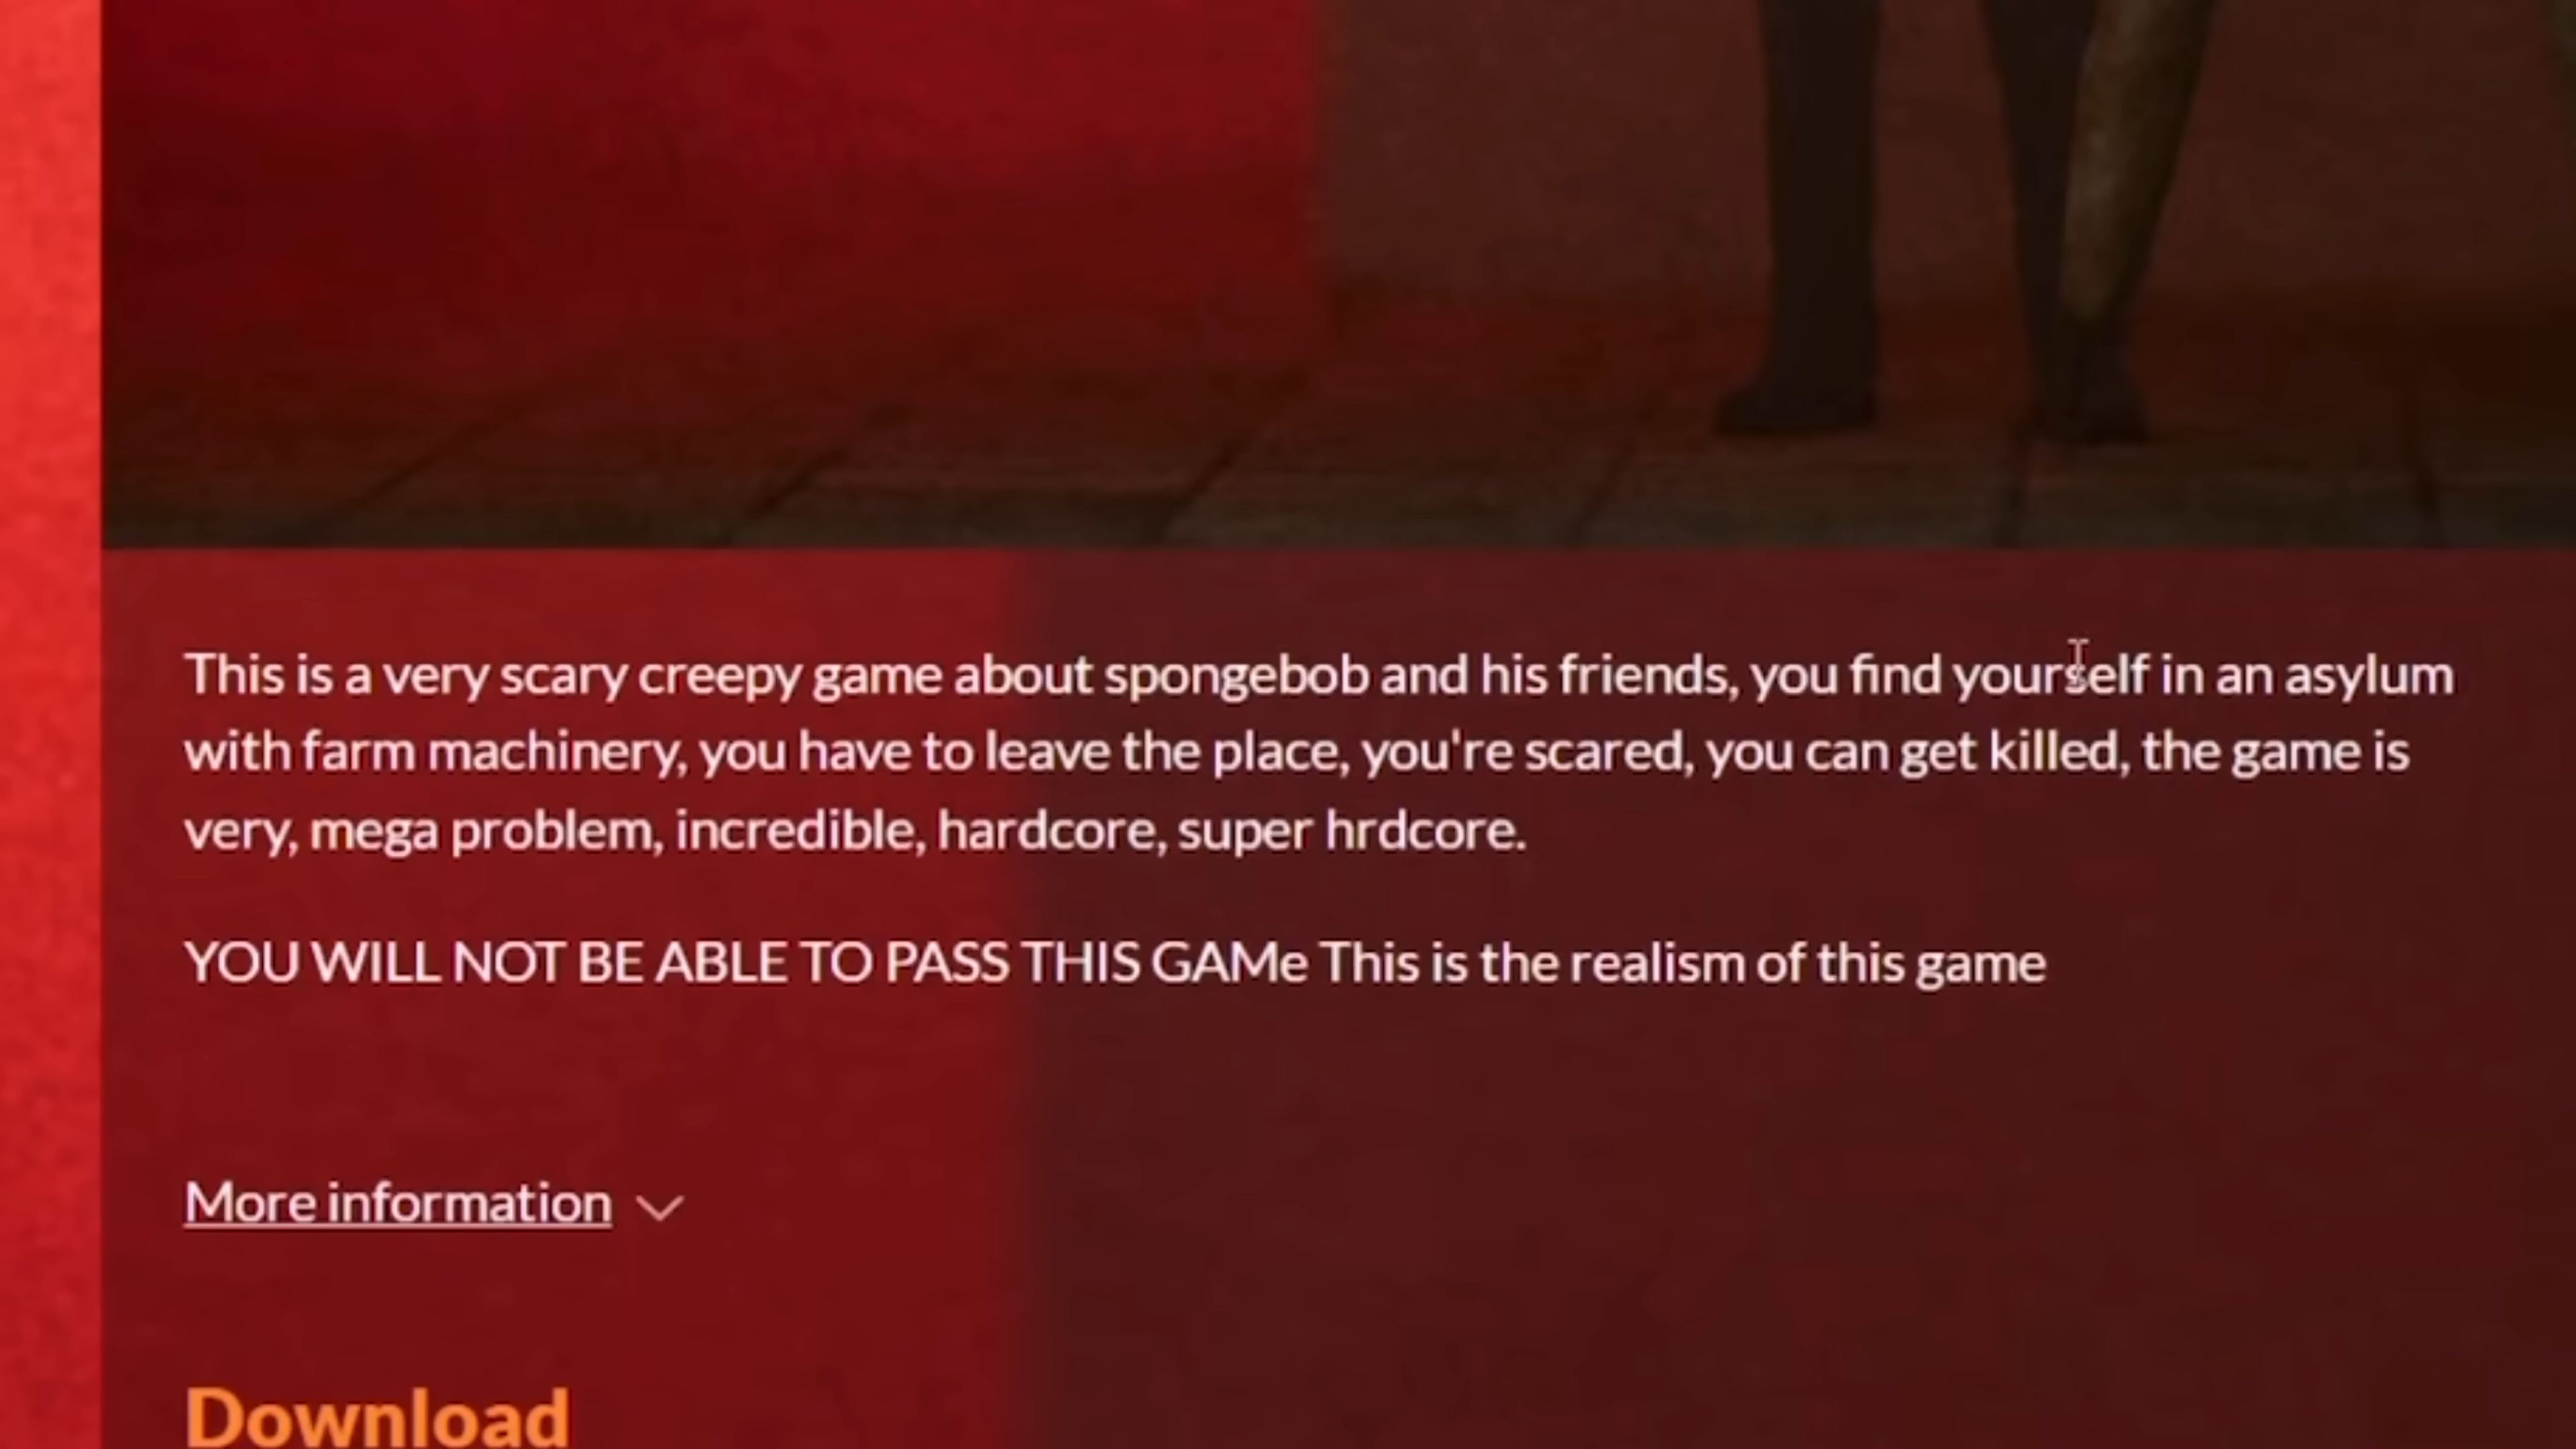 This is a very scary creepy game about spongebob and his friends, you find yourself in an asylum
with farm machinery, you have to leave the place, you're scared, you can get killed, the game is
very, mega problem, incredible, hardcore, super hrdcore.
YOU WILL NOT BE ABLE TO PASS THIS GAMe This is the realism of this game
More information
Download